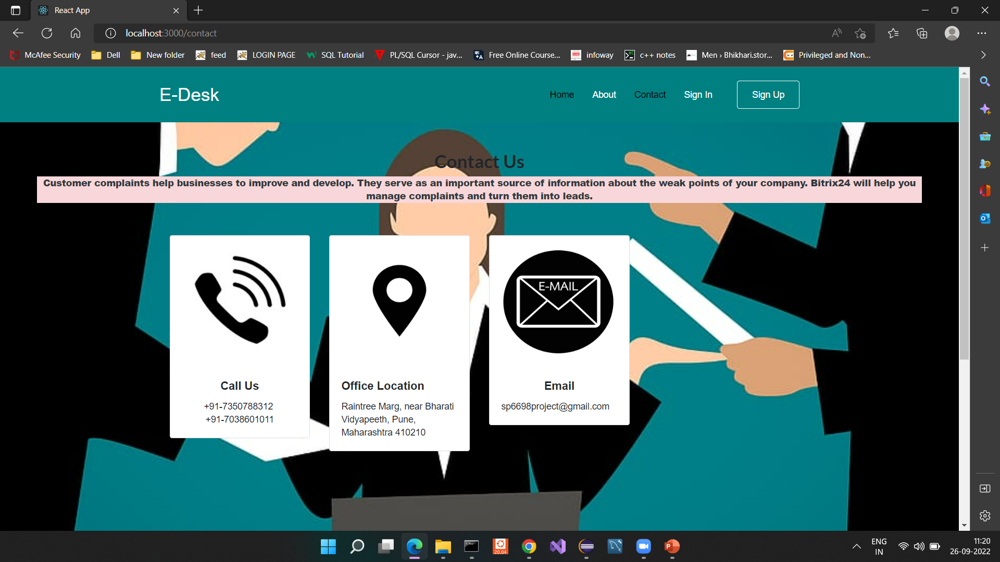 React App
localhost:3000/contact
McAfee Security
Dell
New folder
feed
LOGIN PAGE
SQL Tutorial
PL/SQL Cursor - jav...
Free Online Course...
infoway
c++ notes
Men › Bhikhari.stor...
Privileged and Non...
E-Desk
Home
About
Contact
Sign In
Sign Up
Contact Us
Customer complaints help businesses to improve and develop. They serve as an important source of information about the weak points of your company. Bitrix24 will help you
manage complaints and turn them into leads.
E-MAIL
Call Us
+91-7350788312
+91-7038601011
Office Location
Raintree Marg, near Bharati
Vidyapeeth, Pune,
Maharashtra 410210
Email
sp6698project@gmail.com
20.04
ENG
IN
11:20
26-09-2022